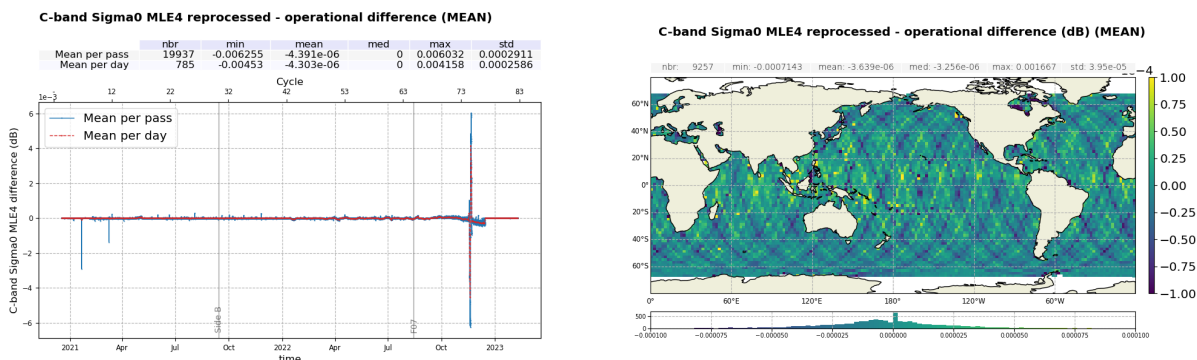 C-band Sigma0 MLE4 reprocessed - operational difference (MEAN)
nbr min mean med max std
Mean per pass 19937 -0.006255 -4.391e-06 0 0.006032 0.0002911
Mean per day 785 -0.00453 -4.303e-06 0 0.004158 0.0002586
Cycle
1e−3 12 22 32 43 53 63 73 83
C-band Sigma0 MLE4 difference (dB)
6
4
2
0
−2
−4
−6
Mean per pass
Mean per day
Side B
F07
2021 Apr Jul Oct 2022 Apr Jul Oct 2023
time
C-band Sigma0 MLE4 reprocessed - operational difference (dB) (MEAN)
nbr: 9257 min: -0.0007143 mean: -3.639e-06 med: -3.256e-06 max: 0.001667 std: 3.95e-05
60°N
40°N
20°N
0°
20°S
40°S
60°S
0° 60°E 120°E 180° 120°W 60°W
1.00
0.75
0.50
0.25
0.00
−0.25
−0.50
−0.75
−1.00
500
0
−0.000100 −0.000075 −0.000050 −0.000025 0.000000 0.000025 0.000050 0.000075 0.000100